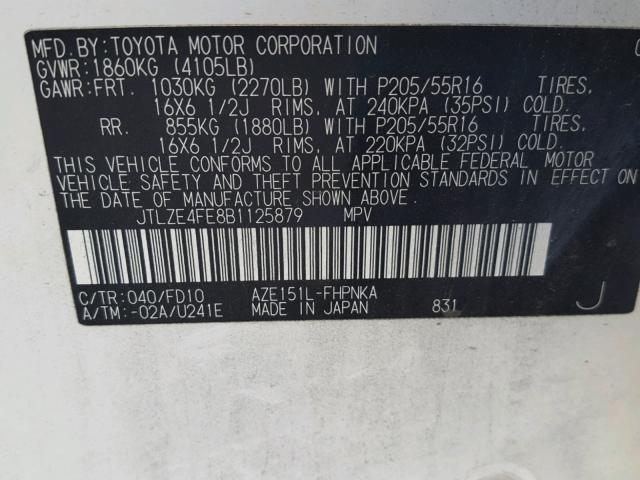 MFD.BY:TOYOTA MOTOR CORPORATION
GVWR:1860KG (4105LB)
GAWR:FRT. 1030KG (2270LB) WITH P205/55R16 TIRES,
16X6 1/2J RIMS, AT 240KPA (35PSI) COLD.
RR. 855KG (1880LB) WITH P205/55R16 TIRES,
16X6 1/2J RIMS, AT 220KPA (32PSI) COLD.
THIS VEHICLE CONFORMS TO ALL APPLICABLE FEDERAL MOTOR
VEHICLE SAFETY AND THEFT PREVENTION STANDARDS IN EFFECT ON
THE DATE OF MANUFACTURE SHOWN ABOVE.
JTLZE4FE8B1125879 MPV
C/TR:040/FD10 AZE151L-FHPNKA
A/TM:-02A/U241E MADE IN JAPAN 831 J